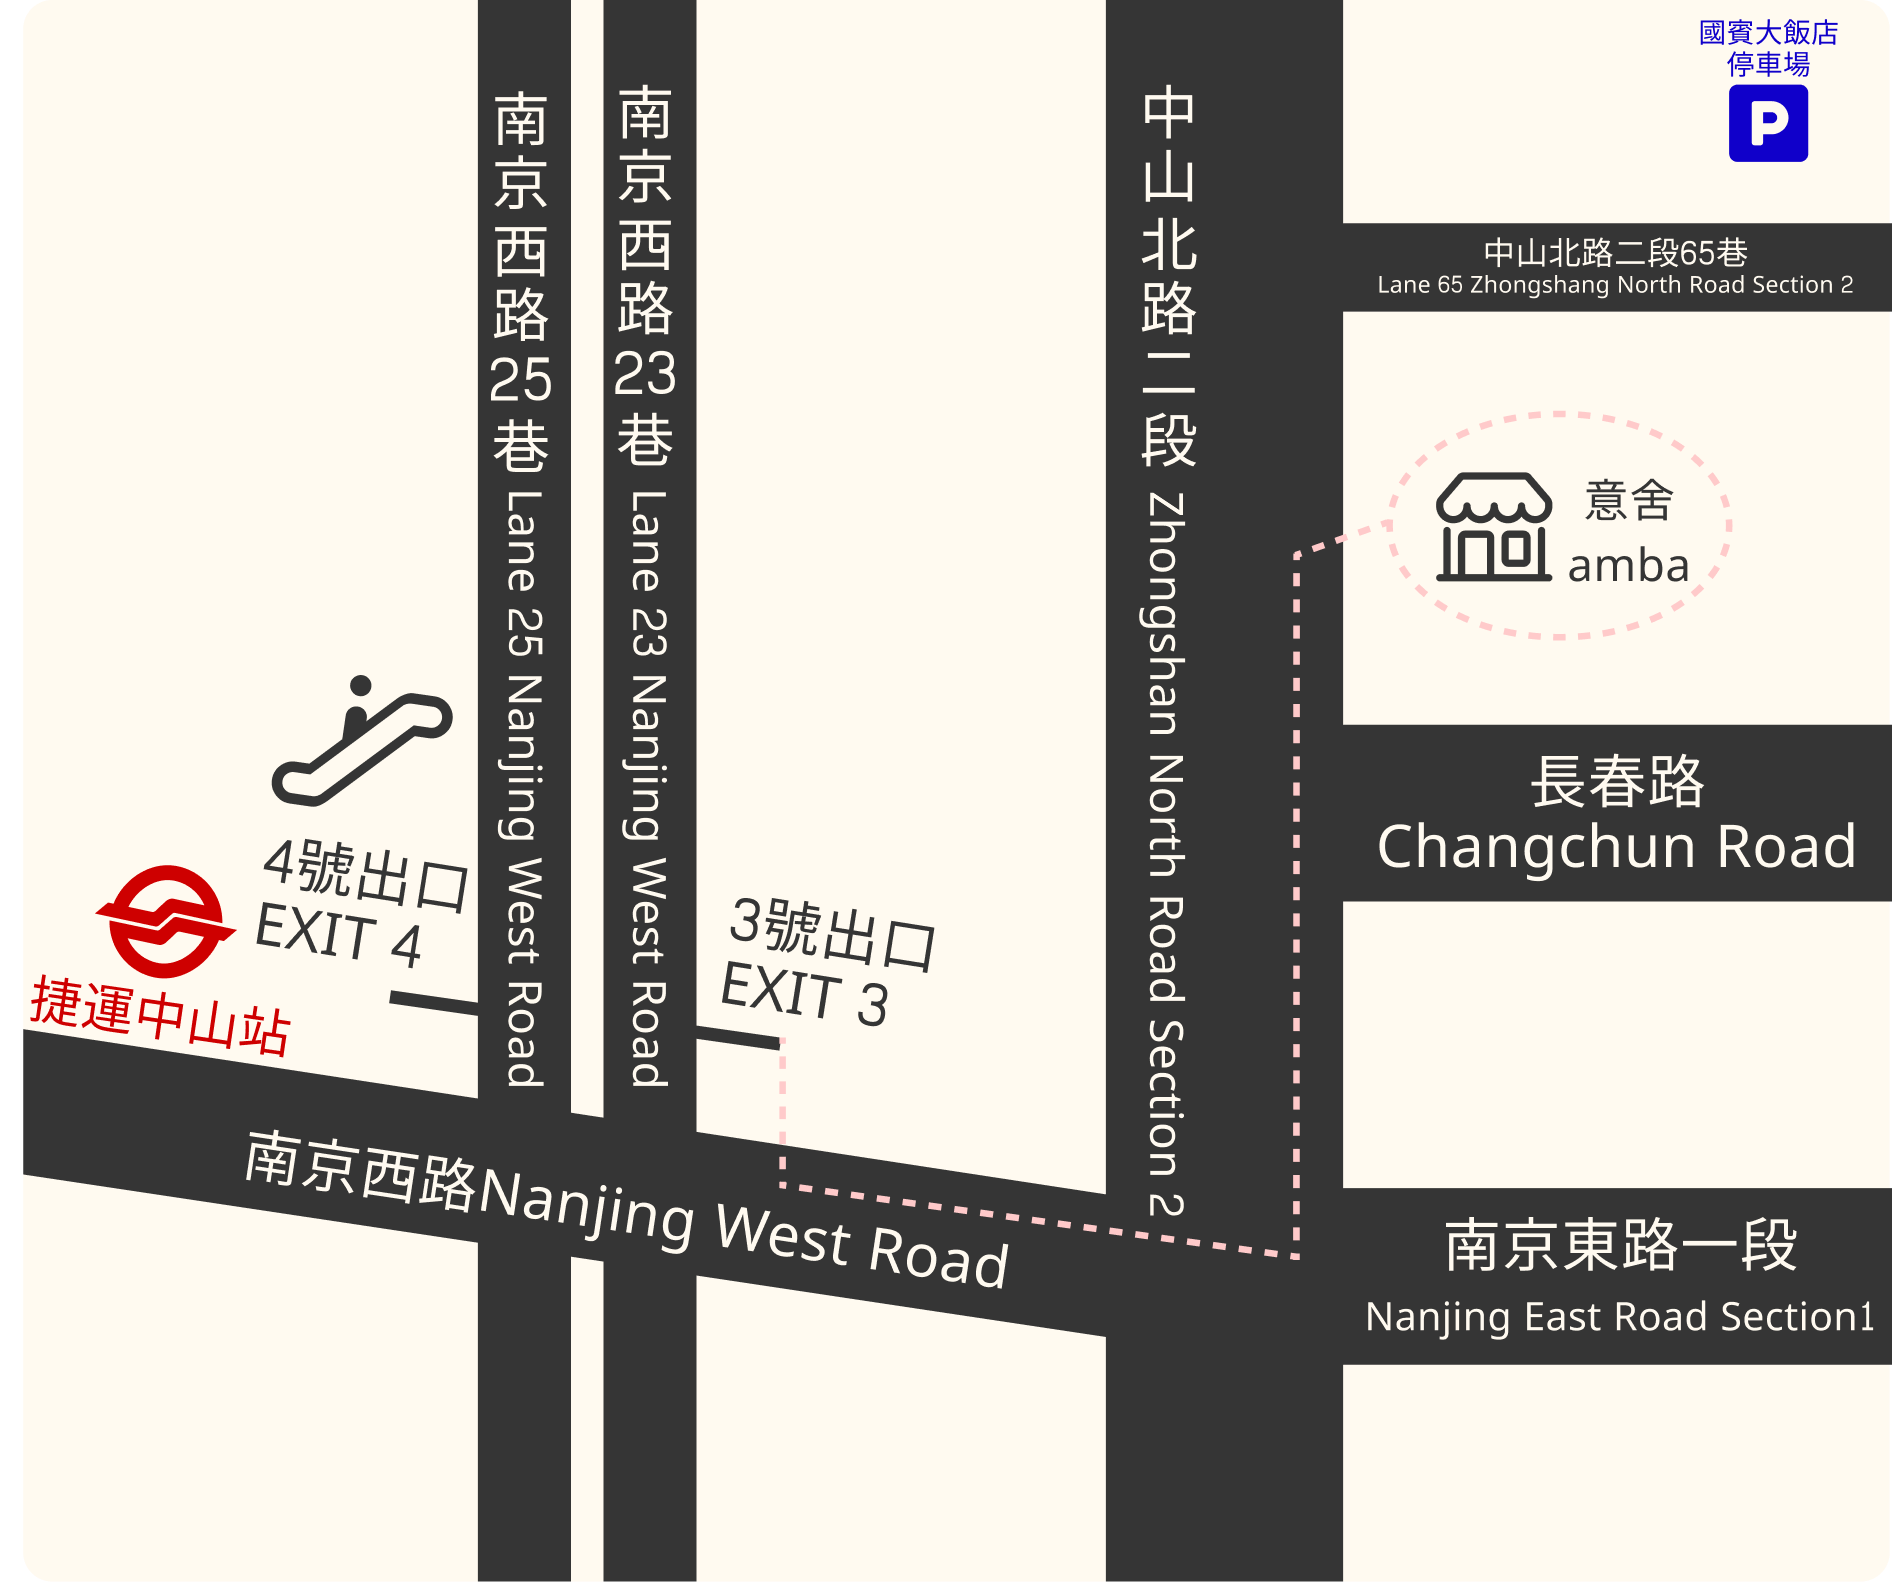 國賓大飯店
停車場
P
南京西路25巷 Lane 25 Nanjing West Road
南京西路23巷 Lane 23 Nanjing West Road
中山北路二段 Zhongshan North Road Section 2
中山北路二段65巷
Lane 65 Zhongshang North Road Section 2
意舍
amba
長春路
Changchun Road
4號出口
EXIT 4
3號出口
EXIT 3
捷運中山站
南京西路Nanjing West Road
南京東路一段
Nanjing East Road Section1